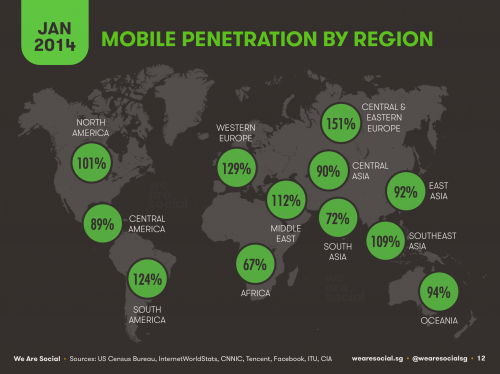 JAN
2014
MOBILE PENETRATION BY REGION
NORTH
AMERICA
101%
CENTRAL
AMERICA
89%
SOUTH
AMERICA
124%
WESTERN
EUROPE
129%
CENTRAL &
EASTERN
EUROPE
151%
CENTRAL
ASIA
90%
EAST
ASIA
92%
MIDDLE
EAST
112%
SOUTH
ASIA
72%
SOUTHEAST
ASIA
109%
AFRICA
67%
OCEANIA
94%
We Are Social • Sources: US Census Bureau, InternetWorldStats, CNNIC, Tencent, Facebook, ITU, CIA
wearesocial.sg • @wearesocialsg • 12